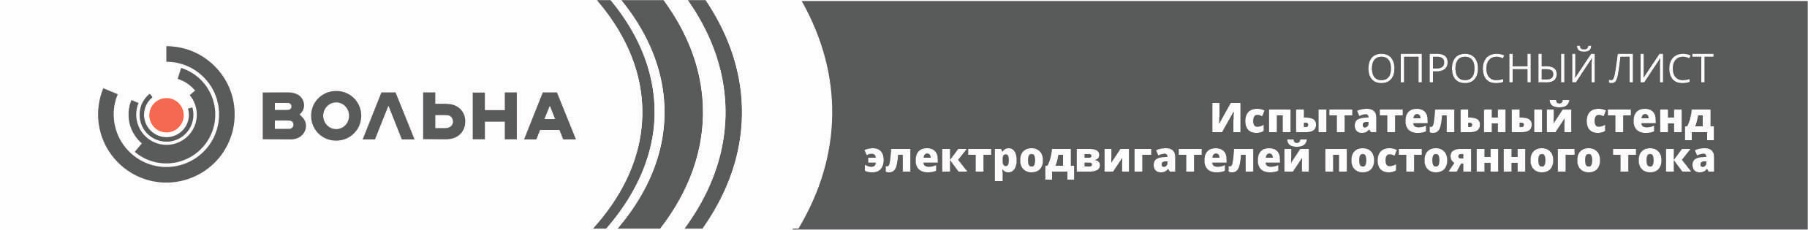 ВОЛЬНА
ОПРОСНЫЙ ЛИСТ
Испытательный стенд
электродвигателей постоянного тока